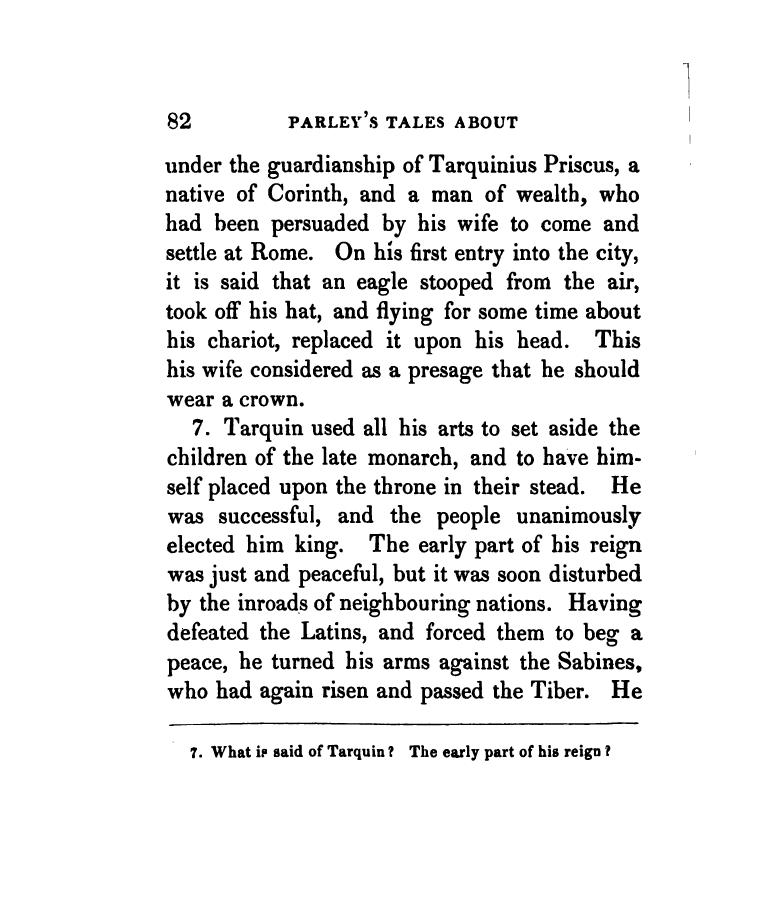 82 PARLEY'S TALES ABOUT
under the guardianship of Tarquinius Priscus, a
native of Corinth, and a man of wealth, who
had been persuaded by his wife to come and
settle at Rome. On his first entry into the city,
it is said that an eagle stooped from the air,
took off his hat, and flying for some time about
his chariot, replaced it upon his head. This
his wife considered as a presage that he should
wear a crown.
7. Tarquin used all his arts to set aside the
children of the late monarch, and to have him-
self placed upon the throne in their stead. He
was successful, and the people unanimously
elected him king. The early part of his reign
was just and peaceful, but it was soon disturbed
by the inroads of neighbouring nations. Having
defeated the Latins, and forced them to beg a
peace, he turned his arms against the Sabines,
who had again risen and passed the Tiber. He
7. What is said of Tarquin? The early part of his reign?